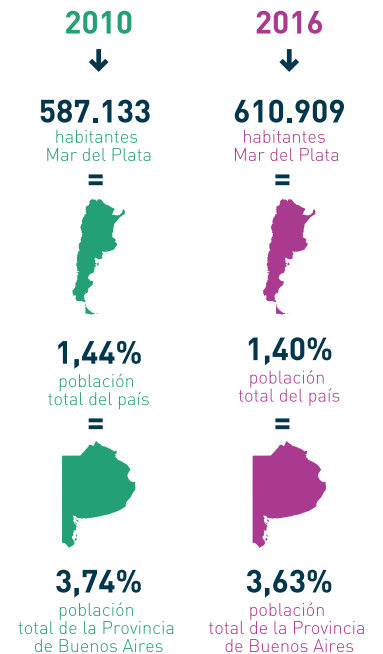 2010
587.133
habitantes
Mar del Plata
=
1,44%
población
total del país
=
3,74%
población
total de la Provincia
de Buenos Aires
2016
610.909
habitantes
Mar del Plata
=
1,40%
población
total del país
=
3,63%
población
total de la Provincia
de Buenos Aires